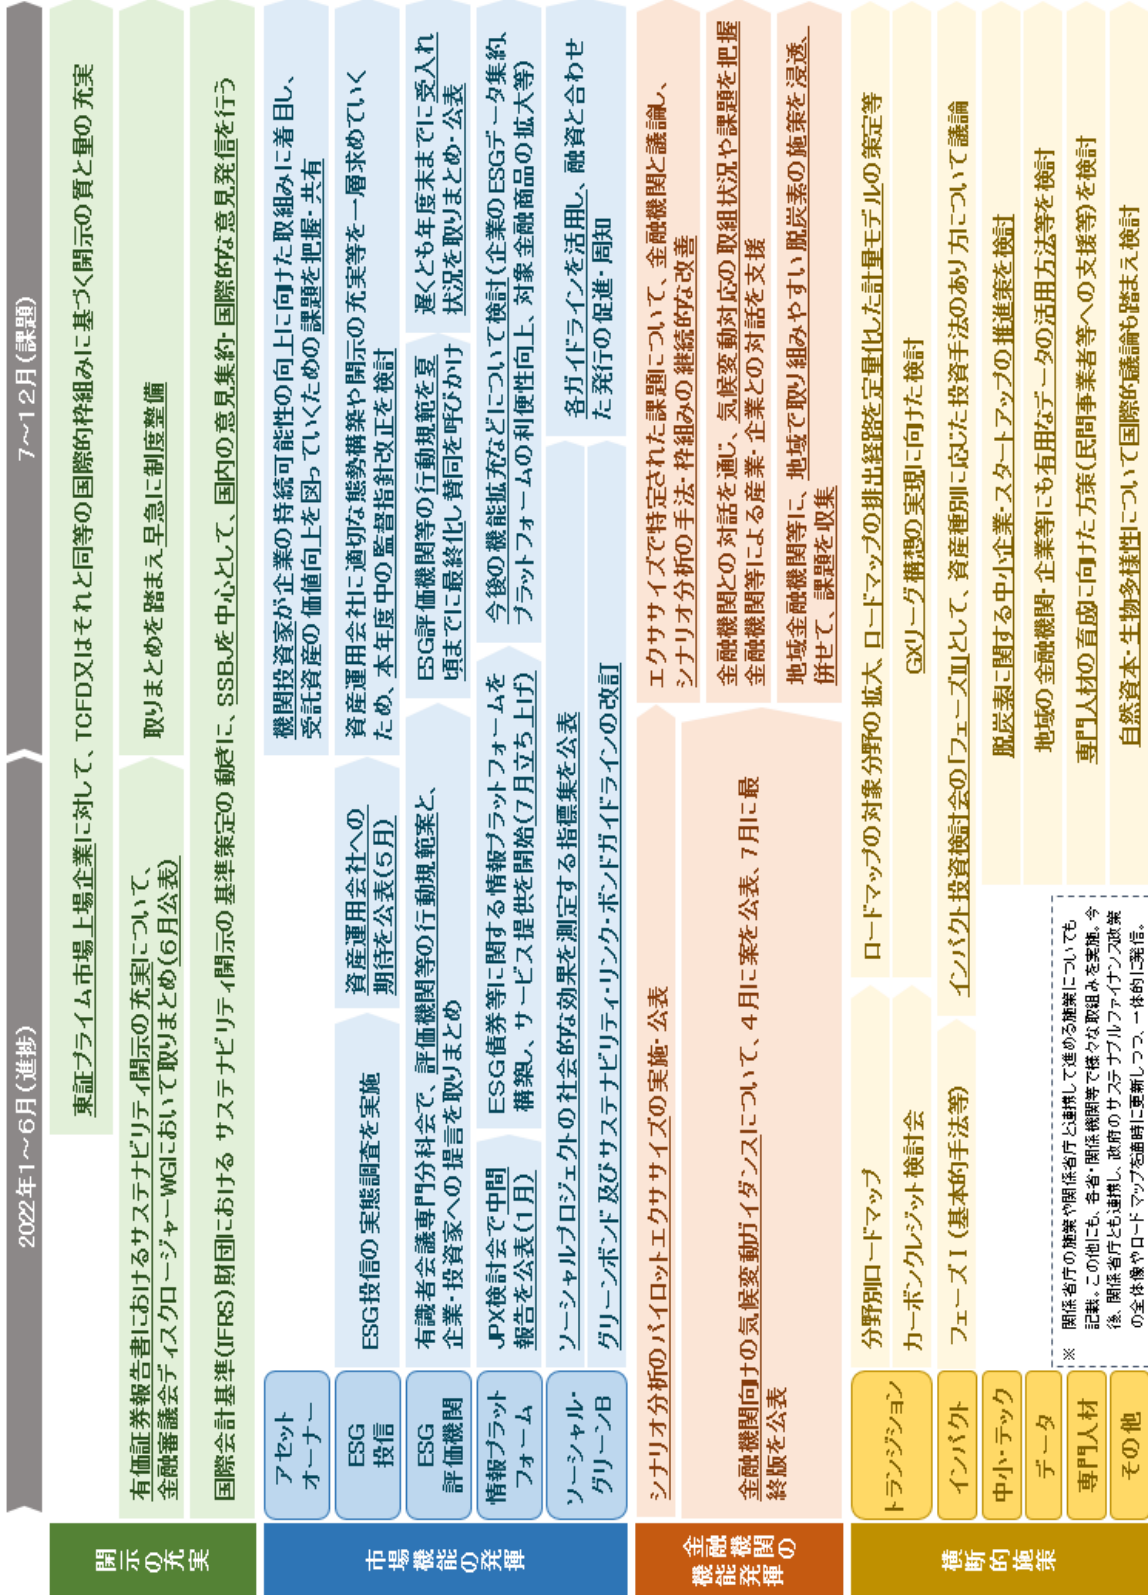 2022年1～6月(進捗)
7～12月(課題)
開示の充実
東証プライム市場上場企業に対して、TCFD又はそれと同等の国際的枠組みに基づく開示の質と量の充実
有価証券報告書におけるサステナビリティ開示の充実について、
金融審議会ディスクロージャーWGにおいて取りまとめ(6月公表)
取りまとめを踏まえ早急に制度整備
国際会計基準(IFRS)財団における サステナビリティ開示の基準策定の動きに、SSBJを中心として、国内の意見集約・国際的な意見発信を行う
市場機能の発揮
アセット
オーナー
機関投資家が企業の持続可能性の向上に向けた取組みに着目し、
受託資産の価値向上を図っていくための課題を把握・共有
ESG
投信
ESG投信の実態調査を実施
資産運用会社への
期待を公表(5月)
資産運用会社に適切な態勢構築や開示の充実等を一層求めていく
ため、本年度中の監督指針改正を検討
ESG
評価機関
有識者会議専門分科会で、評価機関等の行動規範案と、
企業・投資家への提言を取りまとめ
ESG評価機関等の行動規範を夏
頃までに最終化し賛同を呼びかけ
遅くとも年度末までに受入れ
状況を取りまとめ・公表
情報プラット
フォーム
JPX検討会で中間
報告を公表(1月)
ESG債券等に関する情報プラットフォームを
構築し、サービス提供を開始(7月立ち上げ)
今後の機能拡充などについて検討(企業のESGデータ集約、
プラットフォームの利便性向上、対象金融商品の拡大等)
ソーシャル・
グリーンB
ソーシャルプロジェクトの社会的な効果を測定する指標集を公表
グリーンボンド及びサステナビリティ・リンク・ボンドガイドラインの改訂
各ガイドラインを活用し、融資と合わせ
た発行の促進・周知
金融機関の
機能発揮
シナリオ分析のパイロットエクササイズの実施・公表
エクササイズで特定された課題について、金融機関と議論し、
シナリオ分析の手法・枠組みの継続的な改善
金融機関向けの気候変動ガイダンスについて、4月に案を公表、7月に最
終版を公表
金融機関との対話を通じ、気候変動対応の取組状況や課題を把握
金融機関等による産業・企業との対話を支援
地域金融機関等に、地域で取り組みやすい脱炭素の施策を浸透、
併せて、課題を収集
横断的施策
トランジション
分野別ロードマップ
ロードマップの対象分野の拡大、ロードマップの排出経路を定量化した計量モデルの策定等
カーボンクレジット検討会
GXリーグ構想の実現に向けた検討
インパクト
フェーズⅠ(基本的手法等)
インパクト投資検討会の「フェーズⅡ」として、資産種別に応じた投資手法のあり方について議論
中小・テック
脱炭素に関する中小企業・スタートアップの推進策を検討
データ
地域の金融機関・企業等にも有用なデータの活用方法等を検討
専門人材
専門人材の育成に向けた方策(民間事業者等への支援等)を検討
その他
自然資本・生物多様性について国際的議論も踏まえ検討
※ 関係省庁の施策や関係省庁と連携して進める施策についても
記載。この他にも、各省・関係機関等で様々な取組みを実施。今
後、関係省庁とも連携し、政府のサステナブルファイナンス政策
の全体像やロードマップを適時に更新しつつ、一体的に発信。